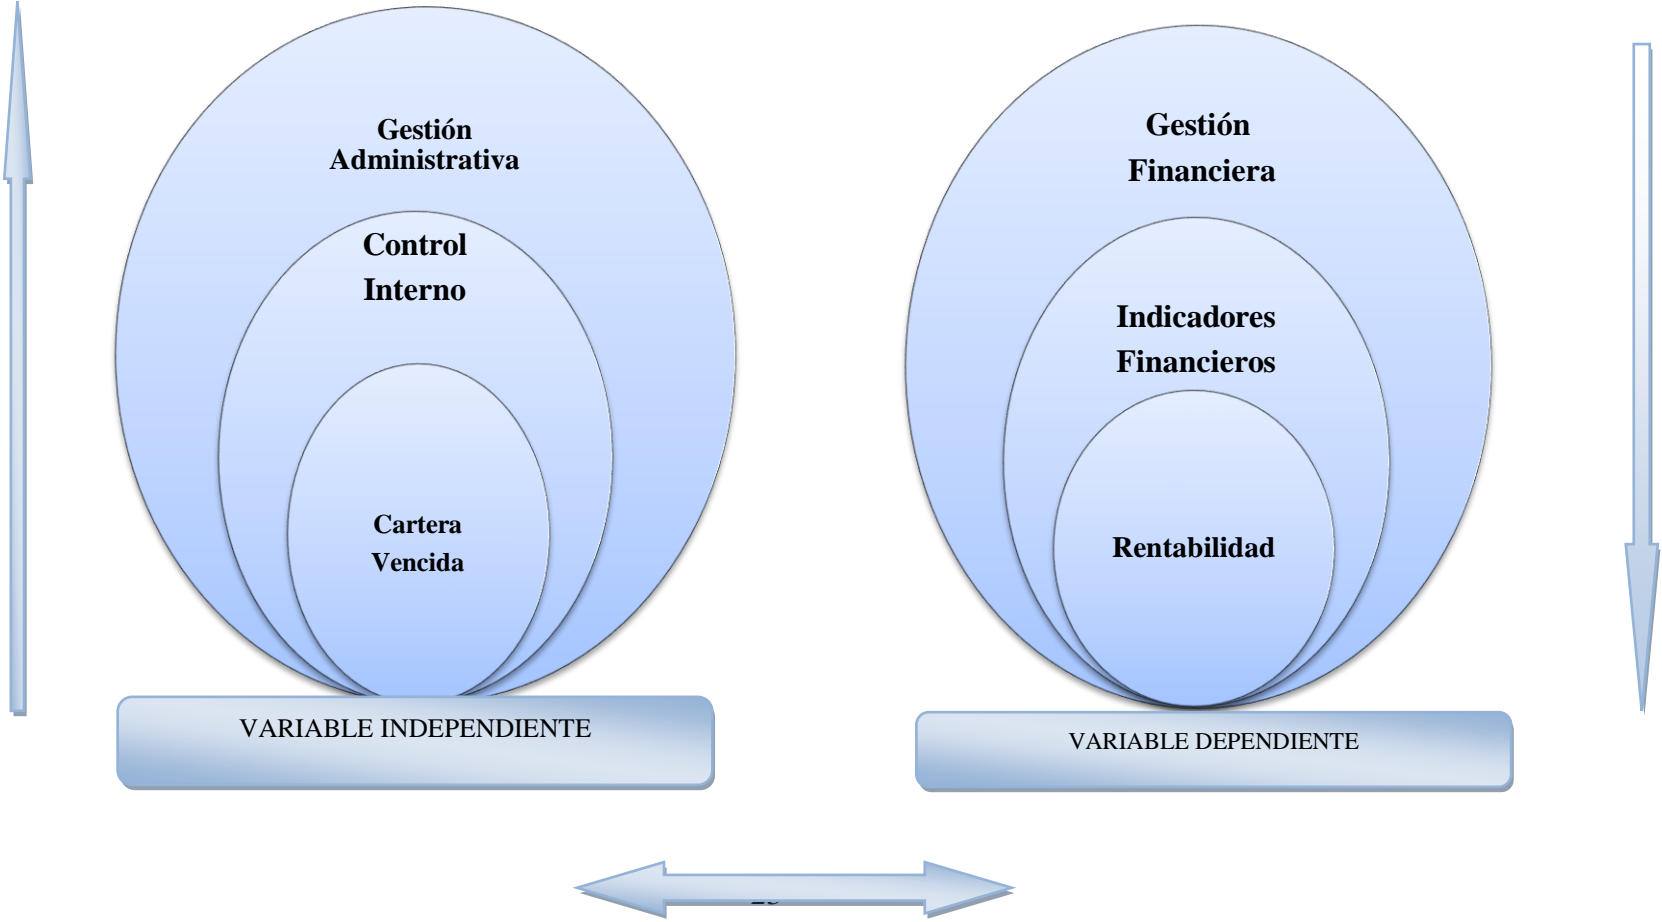 Gestión
Administrativa
Control
Interno
Cartera
Vencida
VARIABLE INDEPENDIENTE
Gestión
Financiera
Indicadores
Financieros
Rentabilidad
VARIABLE DEPENDIENTE